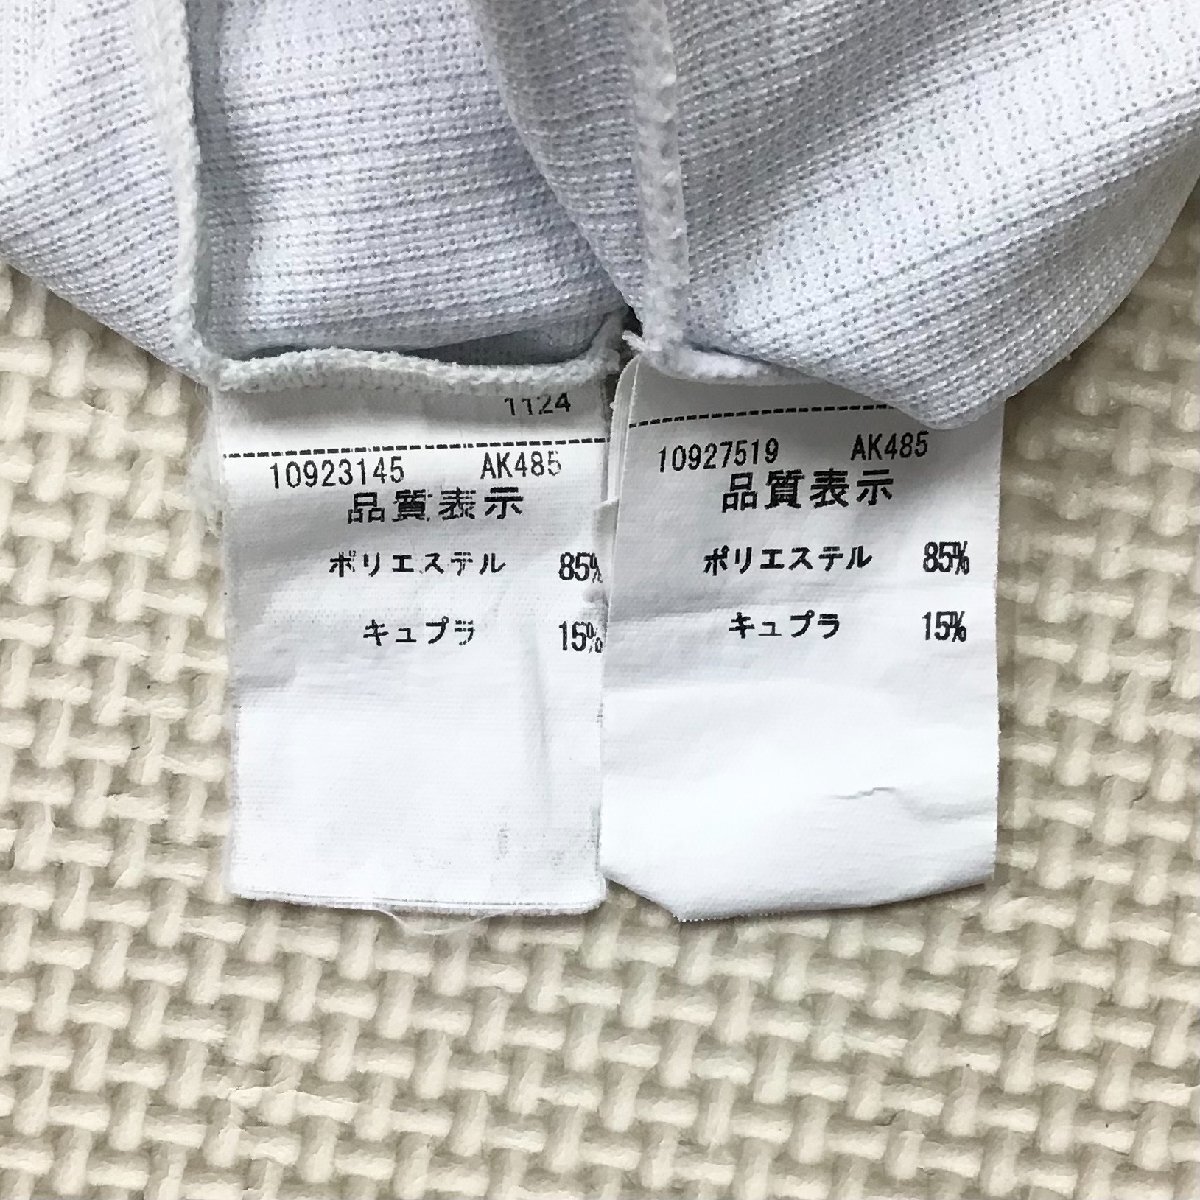 1124
10923145 AK485
品質表示
ポリエステル 85%
キュプラ 15%
10927519 AK485
品質表示
ポリエステル 85%
キュプラ 15%